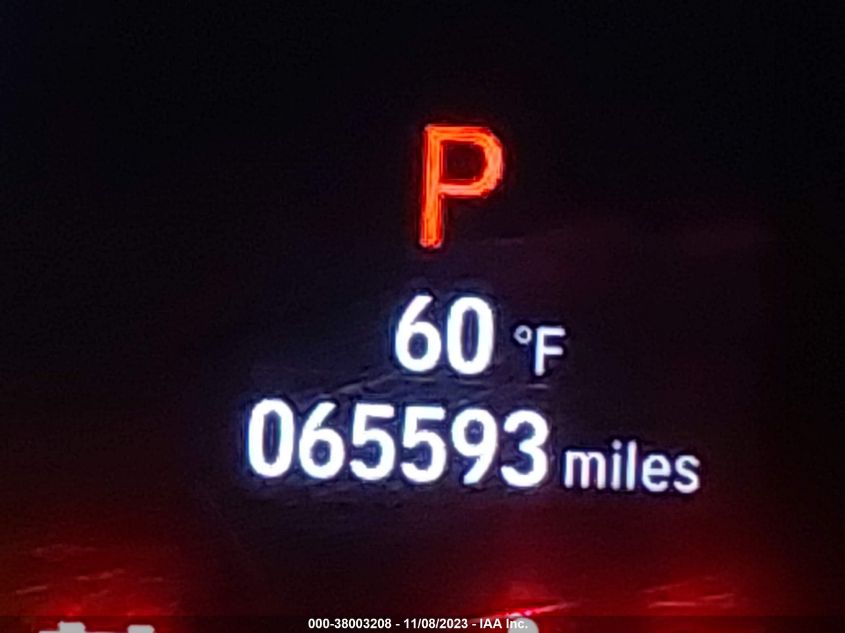 P
60 °F
065593 miles
000-38003208 - 11/08/2023 - IAA Inc.